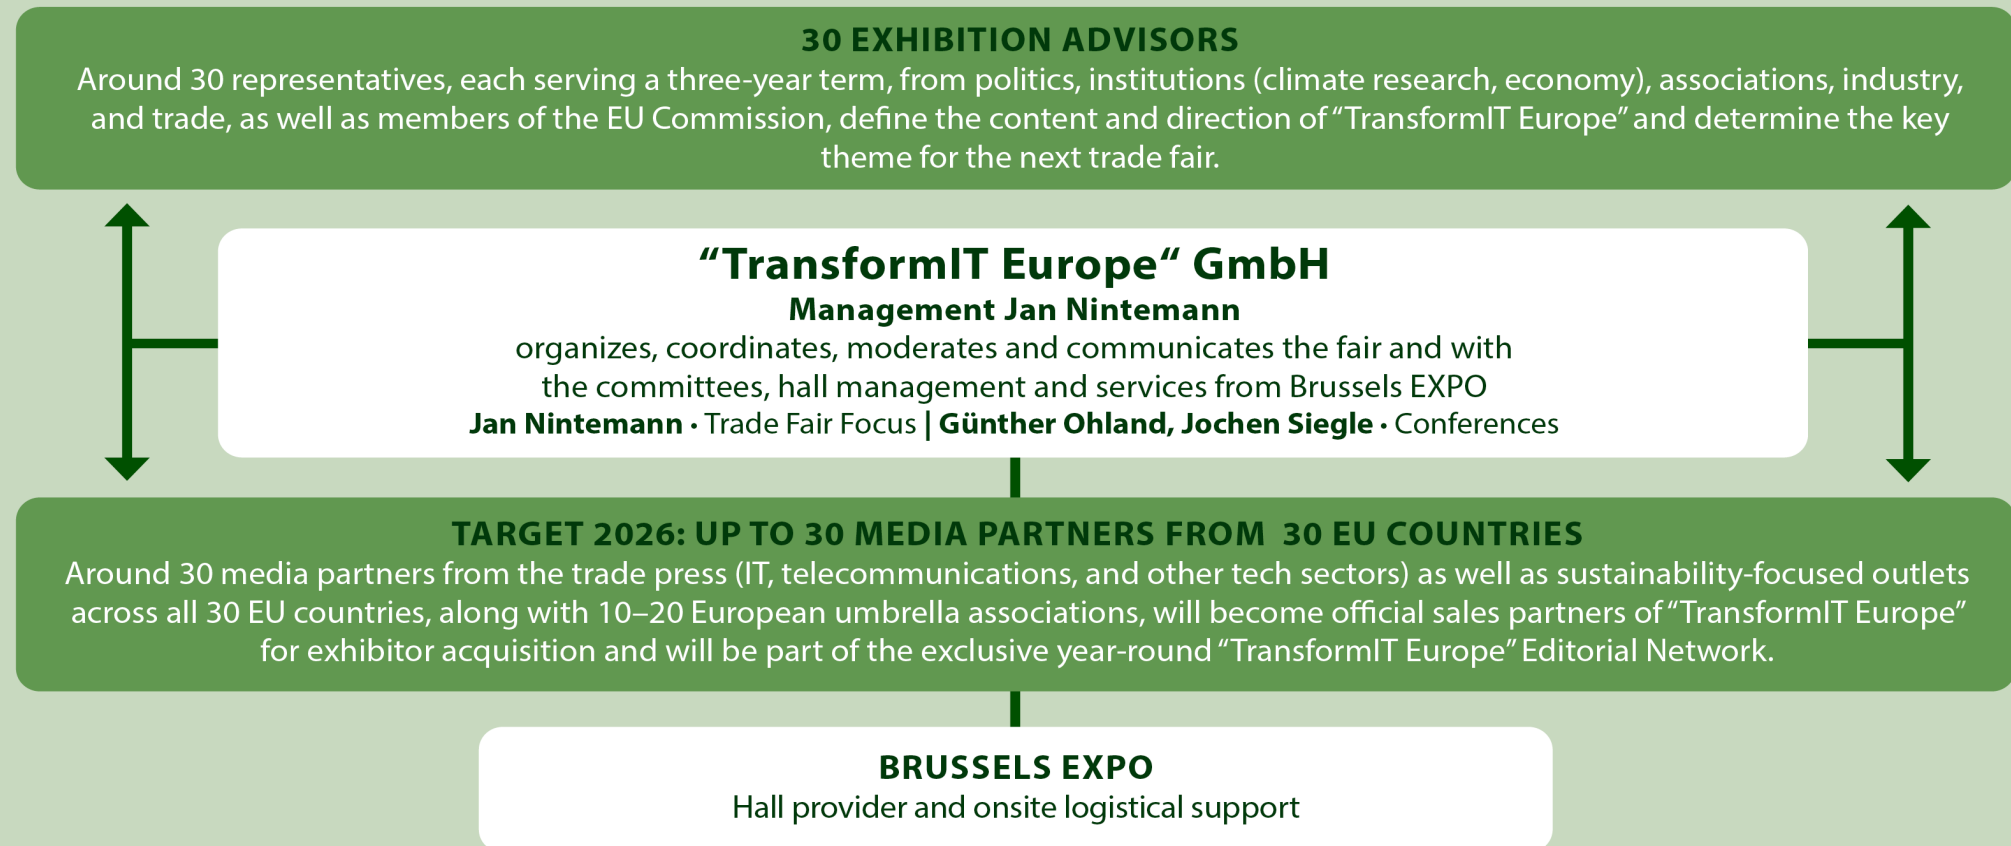 30 EXHIBITION ADVISORS
Around 30 representatives, each serving a three-year term, from politics, institutions (climate research, economy), associations, industry,
and trade, as well as members of the EU Commission, define the content and direction of “TransformIT Europe” and determine the key
theme for the next trade fair.
“TransformIT Europe“ GmbH
Management Jan Nintemann
organizes, coordinates, moderates and communicates the fair and with
the committees, hall management and services from Brussels EXPO
Jan Nintemann · Trade Fair Focus | Günther Ohland, Jochen Siegle · Conferences
TARGET 2026: UP TO 30 MEDIA PARTNERS FROM 30 EU COUNTRIES
Around 30 media partners from the trade press (IT, telecommunications, and other tech sectors) as well as sustainability-focused outlets
across all 30 EU countries, along with 10–20 European umbrella associations, will become official sales partners of “TransformIT Europe”
for exhibitor acquisition and will be part of the exclusive year-round “TransformIT Europe” Editorial Network.
BRUSSELS EXPO
Hall provider and onsite logistical support